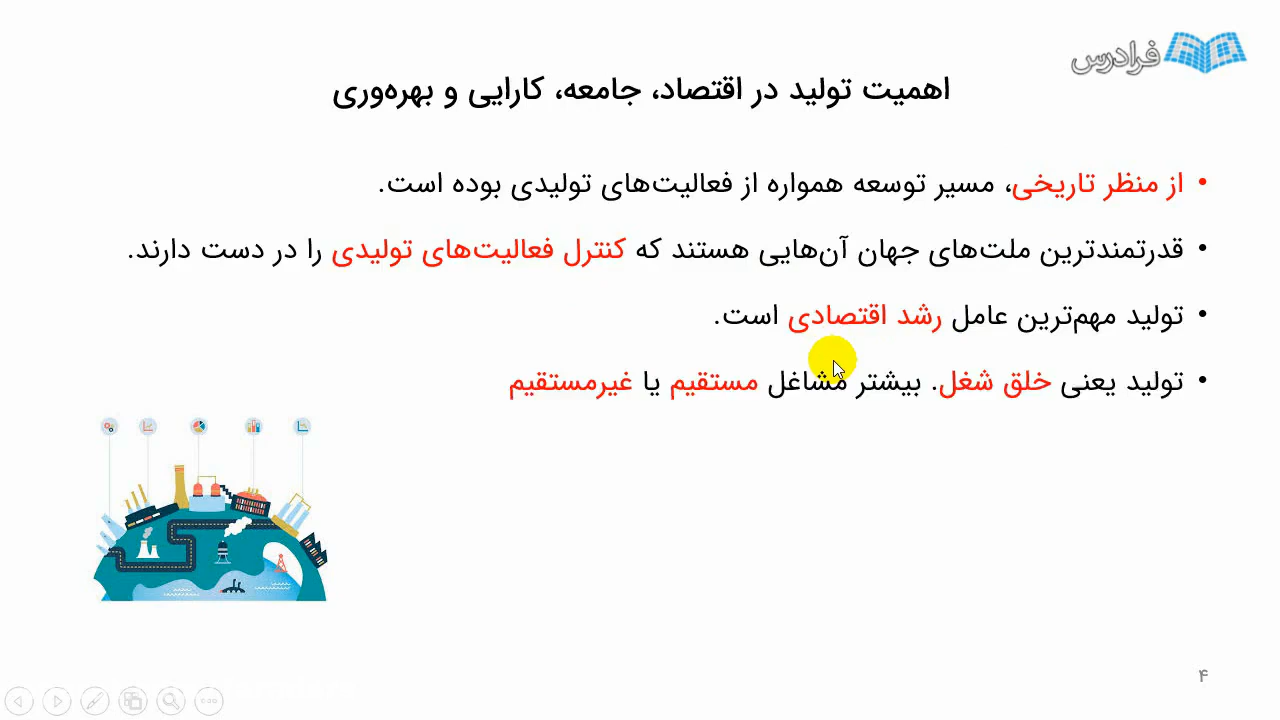 فرادرس
اهمیت تولید در اقتصاد، جامعه، کارایی و بهره‌وری
• از منظر تاریخی، مسیر توسعه همواره از فعالیت‌های تولیدی بوده است.
• قدرتمندترین ملت‌های جهان آن‌هایی هستند که کنترل فعالیت‌های تولیدی را در دست دارند.
• تولید مهم‌ترین عامل رشد اقتصادی است.
• تولید یعنی خلق شغل. بیشتر مشاغل مستقیم یا غیرمستقیم
۴